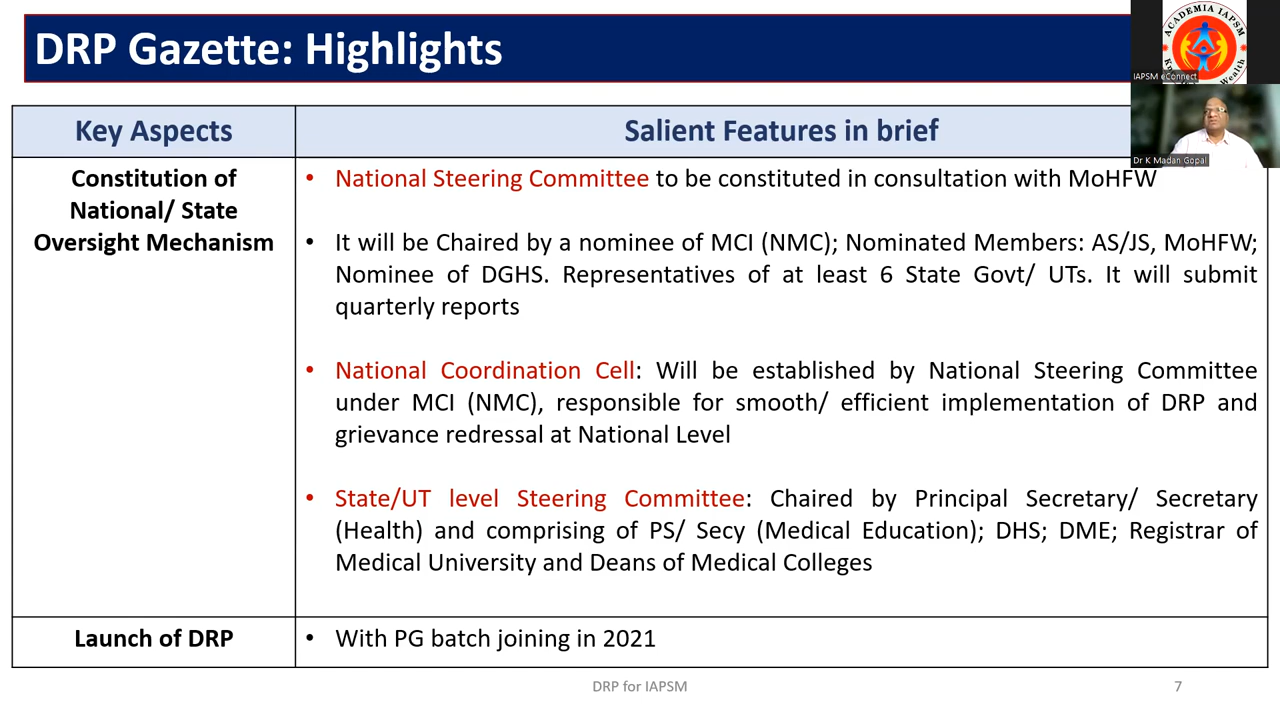 DRP Gazette: Highlights
ACADEMIA IAPSM
IAPSM eConnect
Dr K Madan Gopal
Key Aspects
Salient Features in brief
Constitution of
National/ State
Oversight Mechanism
• National Steering Committee to be constituted in consultation with MoHFW
• It will be Chaired by a nominee of MCI (NMC); Nominated Members: AS/JS, MoHFW;
Nominee of DGHS. Representatives of at least 6 State Govt/ UTs. It will submit
quarterly reports
• National Coordination Cell: Will be established by National Steering Committee
under MCI (NMC), responsible for smooth/ efficient implementation of DRP and
grievance redressal at National Level
• State/UT level Steering Committee: Chaired by Principal Secretary/ Secretary
(Health) and comprising of PS/ Secy (Medical Education); DHS; DME; Registrar of
Medical University and Deans of Medical Colleges
Launch of DRP
• With PG batch joining in 2021
DRP for IAPSM
7